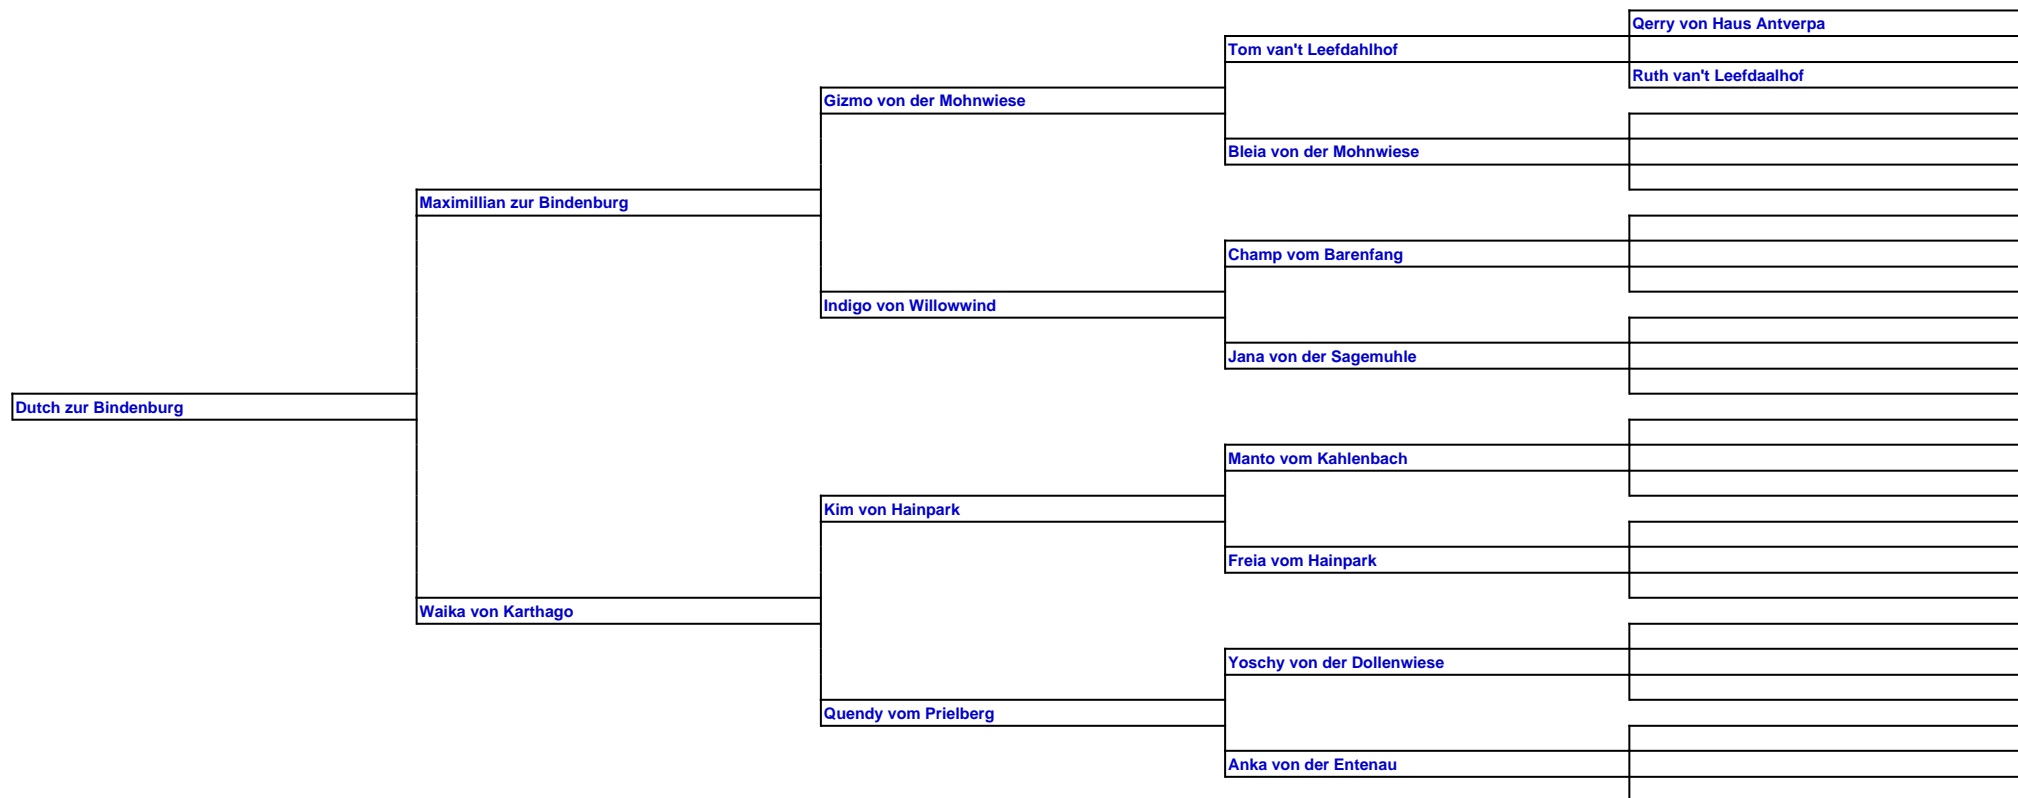 Qerry von Haus Antverpa
Tom van't Leefdahlhof
Ruth van't Leefdaalhof
Gizmo von der Mohnwiese
Bleia von der Mohnwiese
Maximillian zur Bindenburg
Champ vom Barenfang
Indigo von Willowwind
Jana von der Sagemuhle
Dutch zur Bindenburg
Manto vom Kahlenbach
Kim von Hainpark
Freia vom Hainpark
Waika von Karthago
Yoschy von der Dollenwiese
Quendy vom Prielberg
Anka von der Entenau